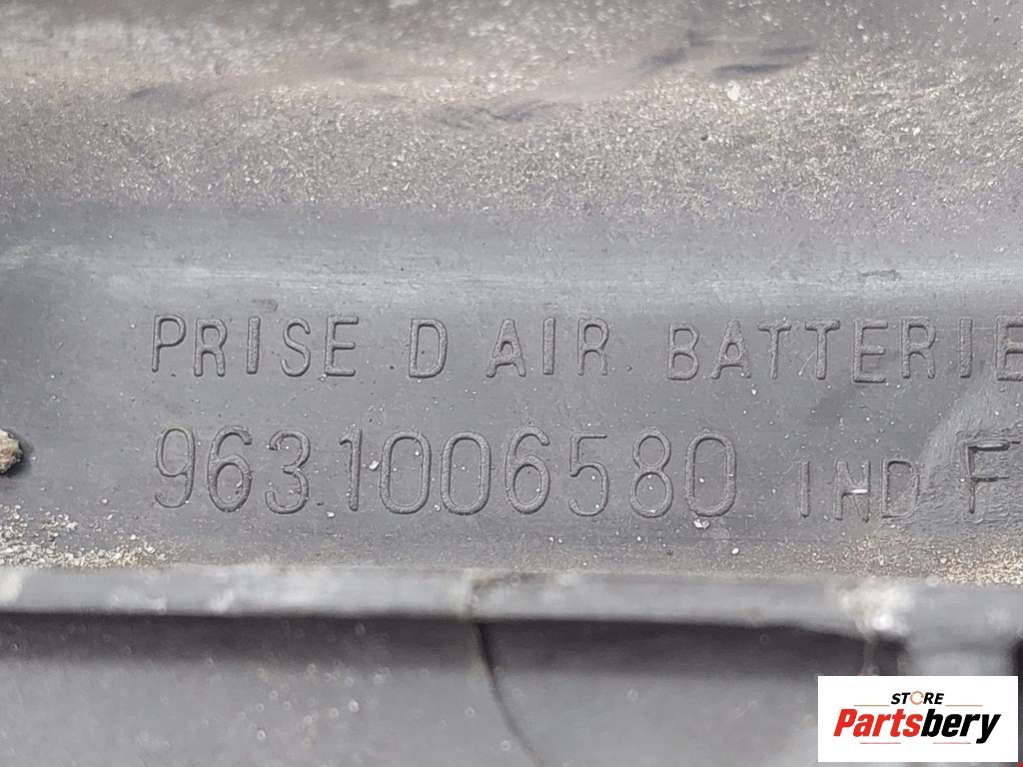 PRISE D AIR BATTERIE
9631006580 IND F
STORE
Partsbery